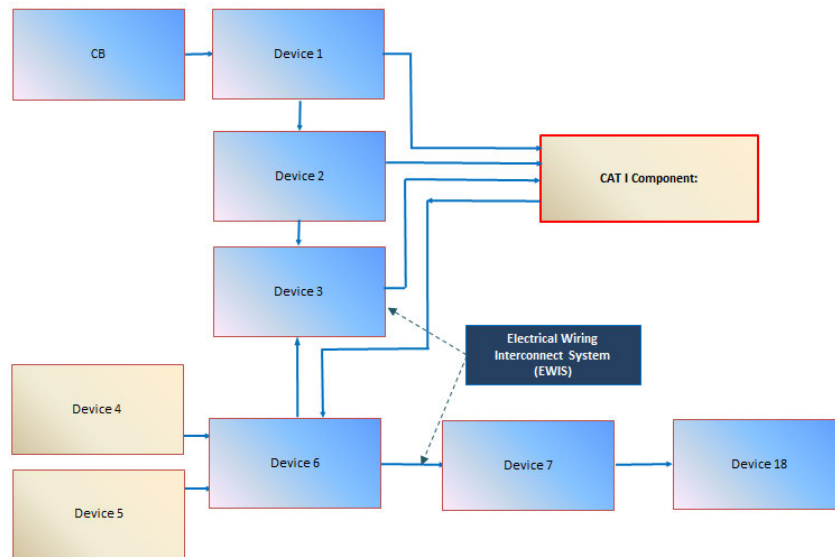 CB
Device 1
Device 2
CAT I Component:
Device 3
Electrical Wiring
Interconnect System
(EWIS)
Device 4
Device 6
Device 7
Device 18
Device 5